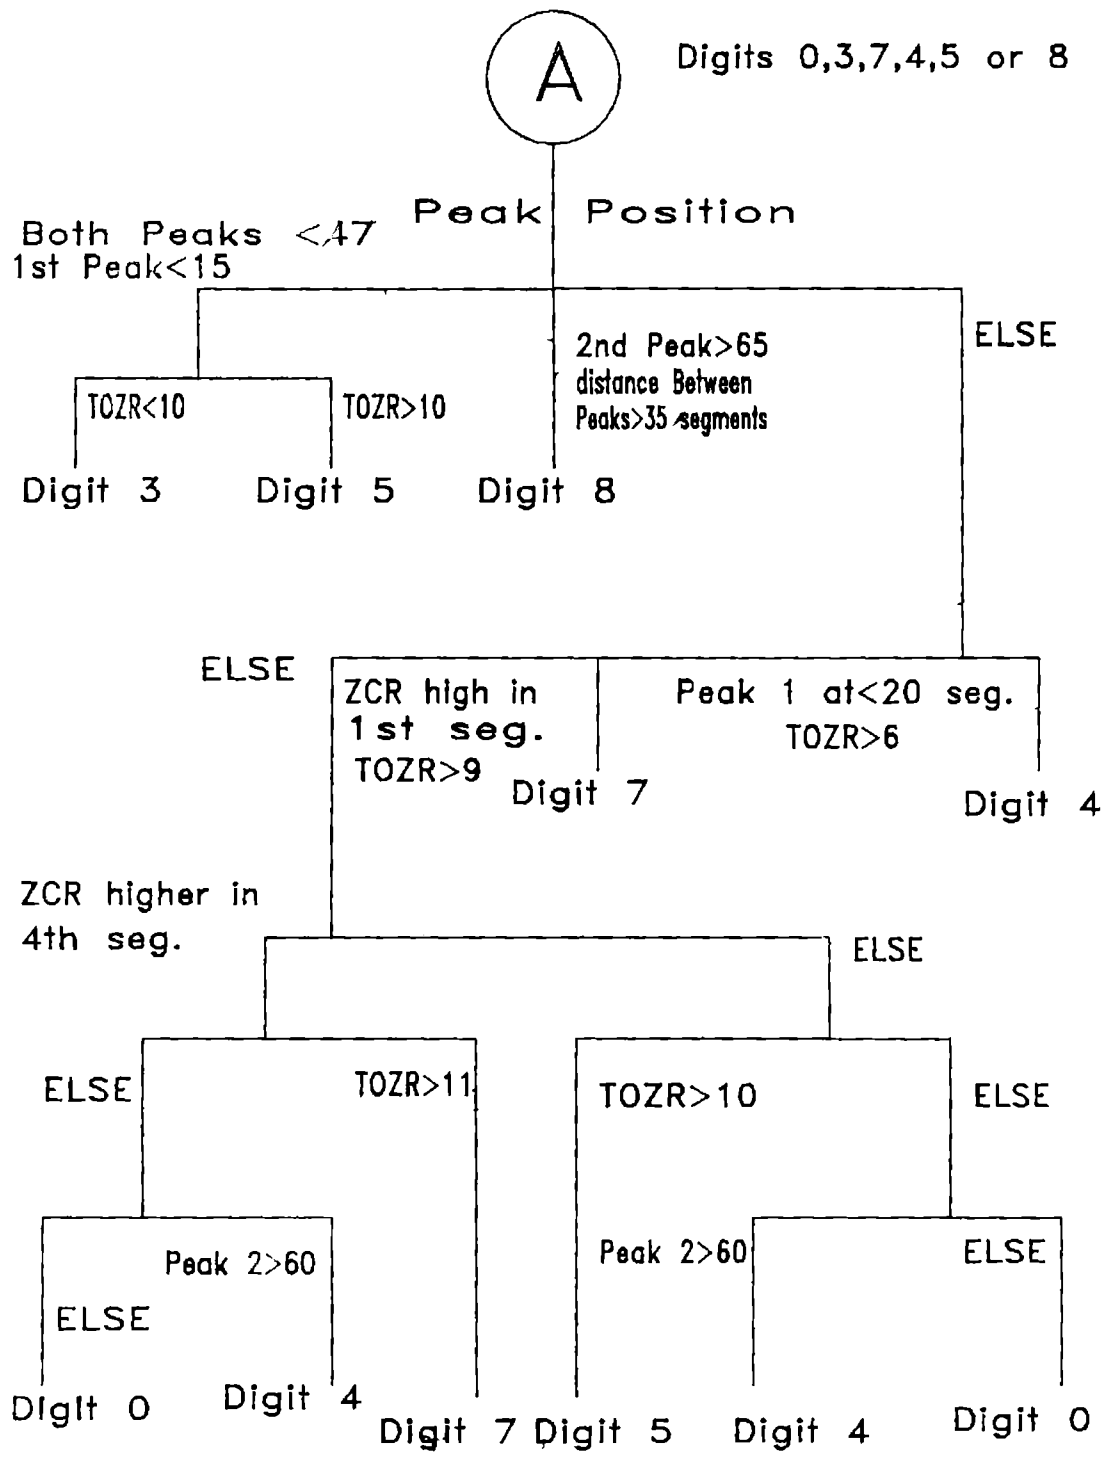 A
Digits 0,3,7,4,5 or 8
Peak Position
Both Peaks <47
1st Peak<15
ELSE
2nd Peak>65
distance Between
Peaks>35 segments
TOZR<10
TOZR>10
Digit 3
Digit 5
Digit 8
ELSE
ZCR high in
1st seg.
TOZR>9
Digit 7
Peak 1 at<20 seg.
TOZR>6
Digit 4
ZCR higher in
4th seg.
ELSE
ELSE
TOZR>11
TOZR>10
ELSE
Peak 2>60
ELSE
Peak 2>60
ELSE
Digit 0
Digit 4
Digit 7
Digit 5
Digit 4
Digit 0